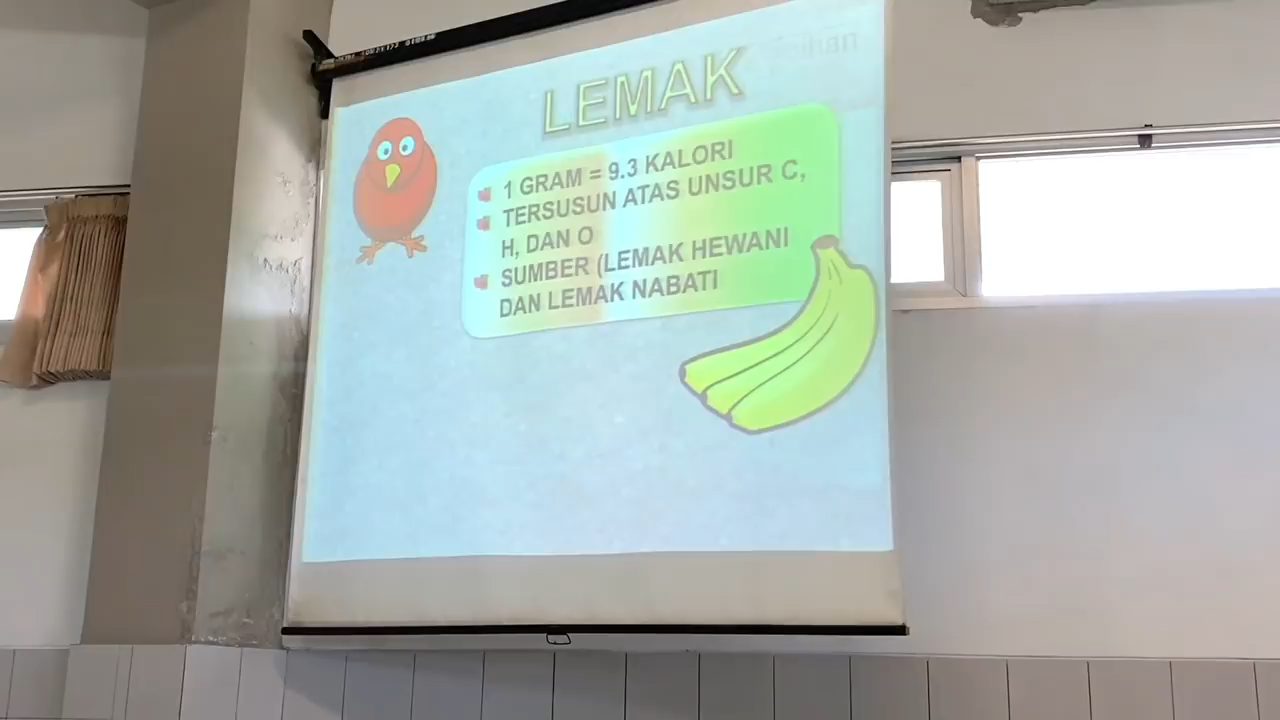 LEMAK
1 GRAM = 9.3 KALORI
TERSUSUN ATAS UNSUR C,
H, DAN O
SUMBER (LEMAK HEWANI
DAN LEMAK NABATI